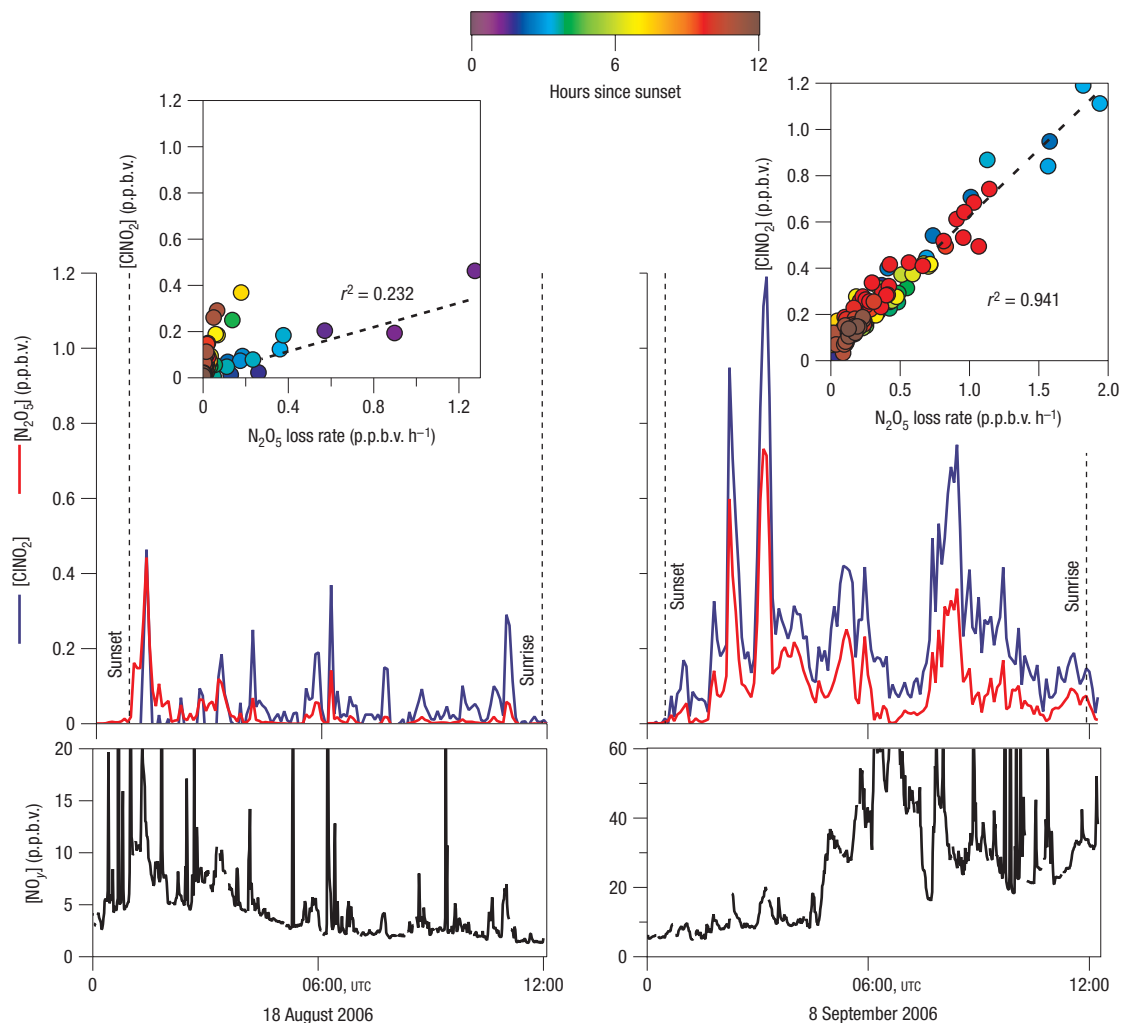 0
6
12
Hours since sunset
1.2
1.0
0.8
0.6
0.4
0.2
0
[ClNO₂] (p.p.b.v.)
r² = 0.232
0
0.4
0.8
1.2
N₂O₅ loss rate (p.p.b.v. h⁻¹)
1.2
1.0
0.8
0.6
0.4
0.2
0
[ClNO₂] (p.p.b.v.)
r² = 0.941
0
0.5
1.0
1.5
2.0
N₂O₅ loss rate (p.p.b.v. h⁻¹)
[N₂O₅] (p.p.b.v.)
[ClNO₂]
1.2
1.0
0.8
0.6
0.4
0.2
0
Sunset
Sunrise
Sunset
Sunrise
[NOy] (p.p.b.v.)
20
15
10
5
0
0
06:00, UTC
12:00
18 August 2006
60
40
20
0
06:00, UTC
12:00
8 September 2006